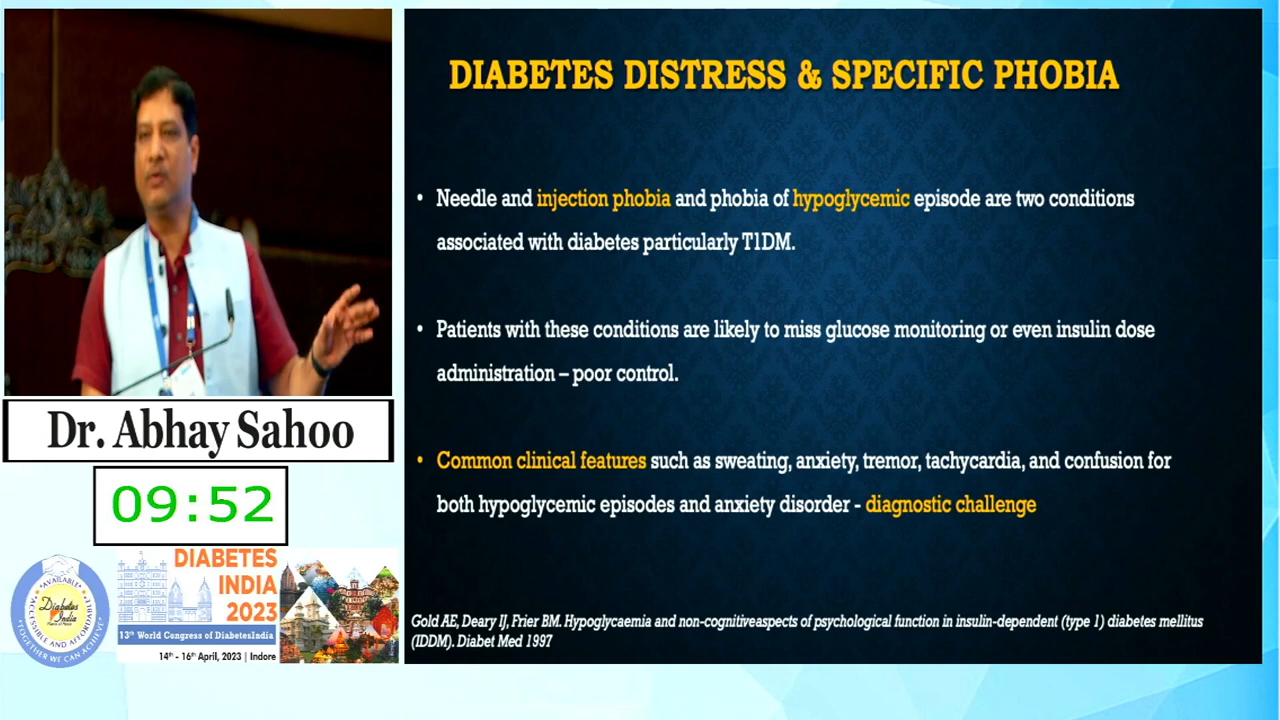 DIABETES DISTRESS & SPECIFIC PHOBIA
• Needle and injection phobia and phobia of hypoglycemic episode are two conditions
associated with diabetes particularly T1DM.
• Patients with these conditions are likely to miss glucose monitoring or even insulin dose
administration – poor control.
• Common clinical features such as sweating, anxiety, tremor, tachycardia, and confusion for
both hypoglycemic episodes and anxiety disorder - diagnostic challenge
Gold AE, Deary IJ, Frier BM. Hypoglycaemia and non-cognitiveaspects of psychological function in insulin-dependent (type 1) diabetes mellitus
(IDDM). Diabet Med 1997
Dr. Abhay Sahoo
09:52
AVAILABLE
ACCESSIBLE AND AFFORDABLE
Diabetes
India
TOGETHER WE CAN ACHIEVE
DIABETES
INDIA
2023
13th World Congress of DiabetesIndia
14th - 16th April, 2023 | Indore